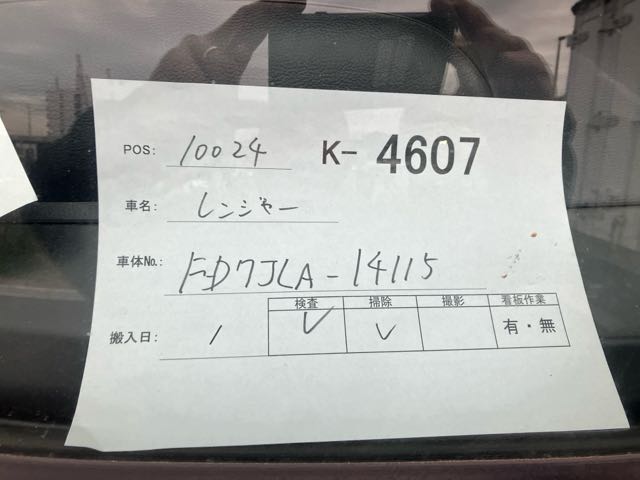 POS: 10024 K- 4607
車名: レンジャー
車体No.: FD7JLA-14115
検査 掃除 撮影 看板作業
搬入日: / ✓ ✓ 有・無